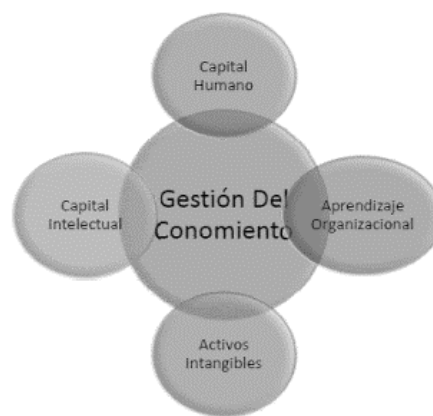 Capital
Humano
Gestión Del
Conomiento
Capital
Intelectual
Aprendizaje
Organizacional
Activos
Intangibles